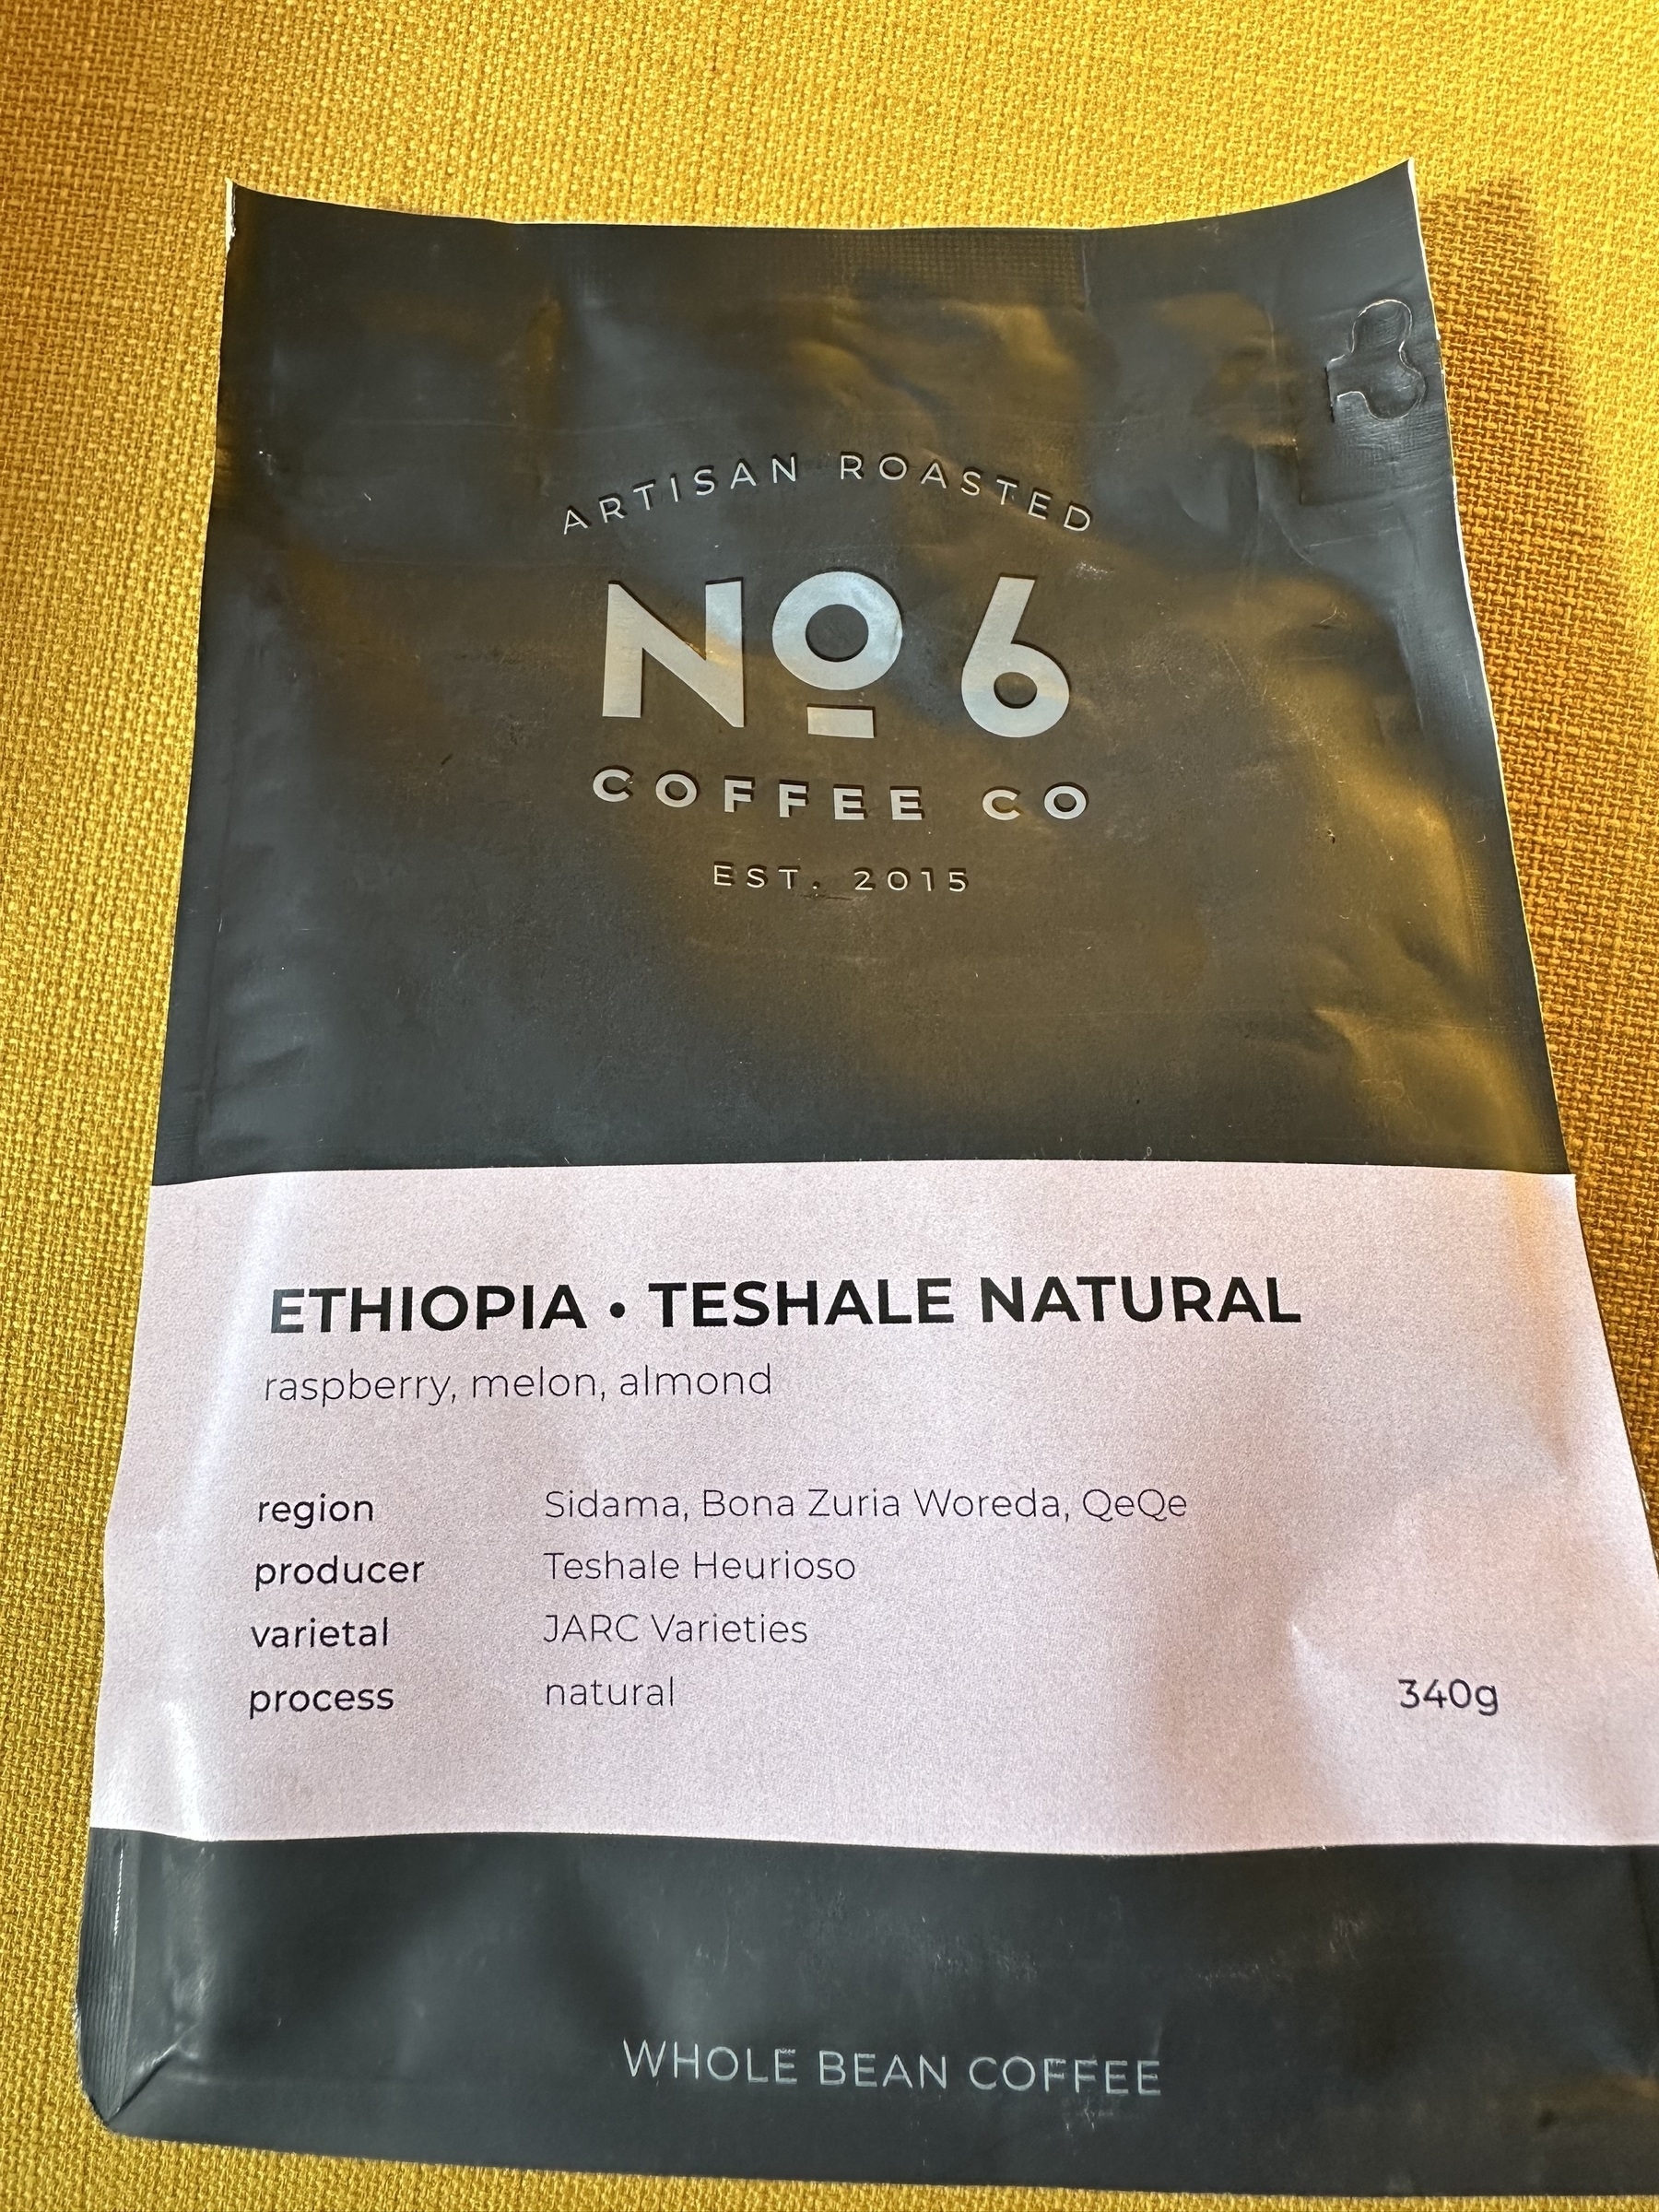 ARTISAN ROASTED
No 6
COFFEE CO
EST. 2015
ETHIOPIA • TESHALE NATURAL
raspberry, melon, almond
region Sidama, Bona Zuria Woreda, QeQe
producer Teshale Heurioso
varietal JARC Varieties
process natural 340g
WHOLE BEAN COFFEE